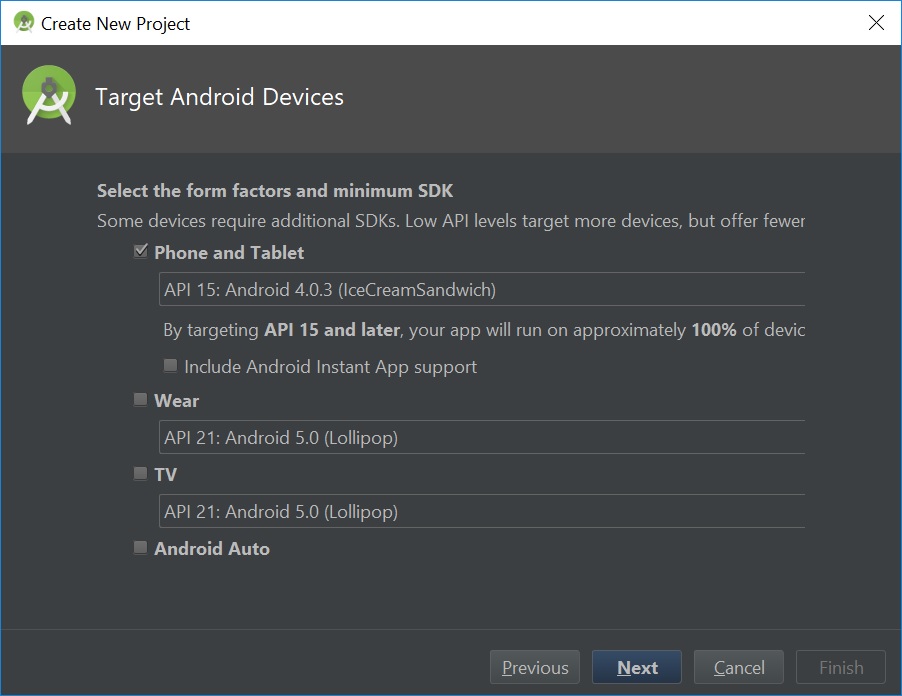 Create New Project
Target Android Devices
Select the form factors and minimum SDK
Some devices require additional SDKs. Low API levels target more devices, but offer fewer
Phone and Tablet
API 15: Android 4.0.3 (IceCreamSandwich)
By targeting API 15 and later, your app will run on approximately 100% of devic
Include Android Instant App support
Wear
API 21: Android 5.0 (Lollipop)
TV
API 21: Android 5.0 (Lollipop)
Android Auto
Previous Next Cancel Finish